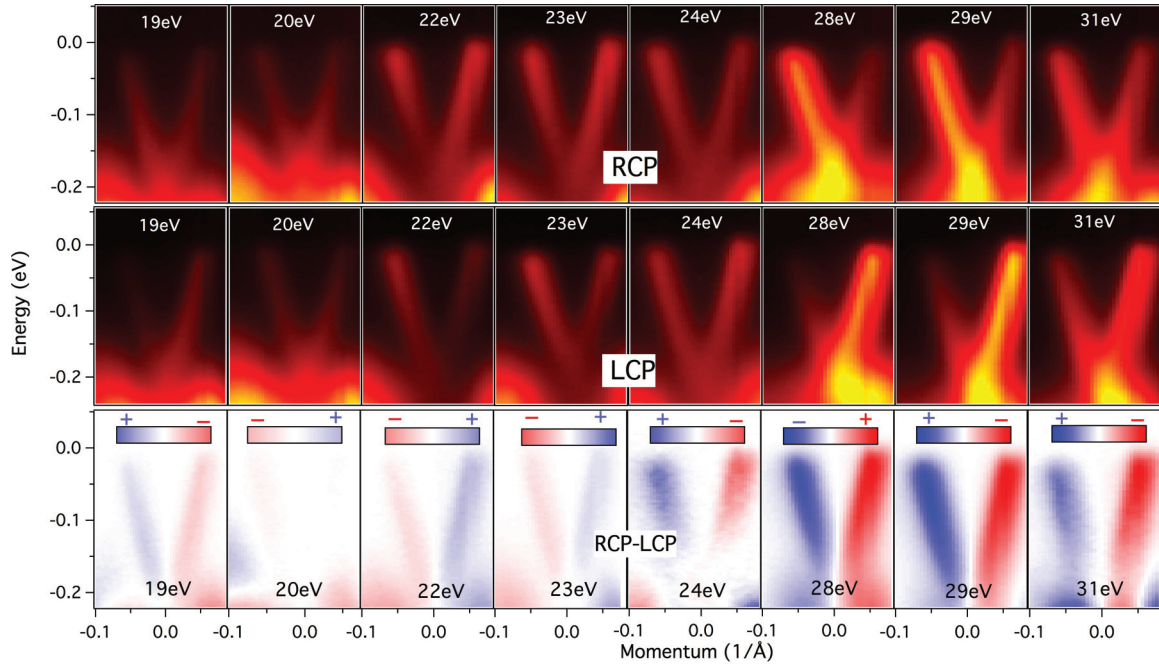 19eV 20eV 22eV 23eV 24eV 28eV 29eV 31eV
0.0
-0.1
-0.2
RCP
19eV 20eV 22eV 23eV 24eV 28eV 29eV 31eV
0.0
-0.1
-0.2
LCP
Energy (eV)
+ − − + − + − + + − − + + − + −
0.0
-0.1
-0.2
RCP-LCP
19eV 20eV 22eV 23eV 24eV 28eV 29eV 31eV
-0.1 0.0 -0.1 0.0 -0.1 0.0 -0.1 0.0 -0.1 0.0 -0.1 0.0 -0.1 0.0 -0.1 0.0
Momentum (1/Å)